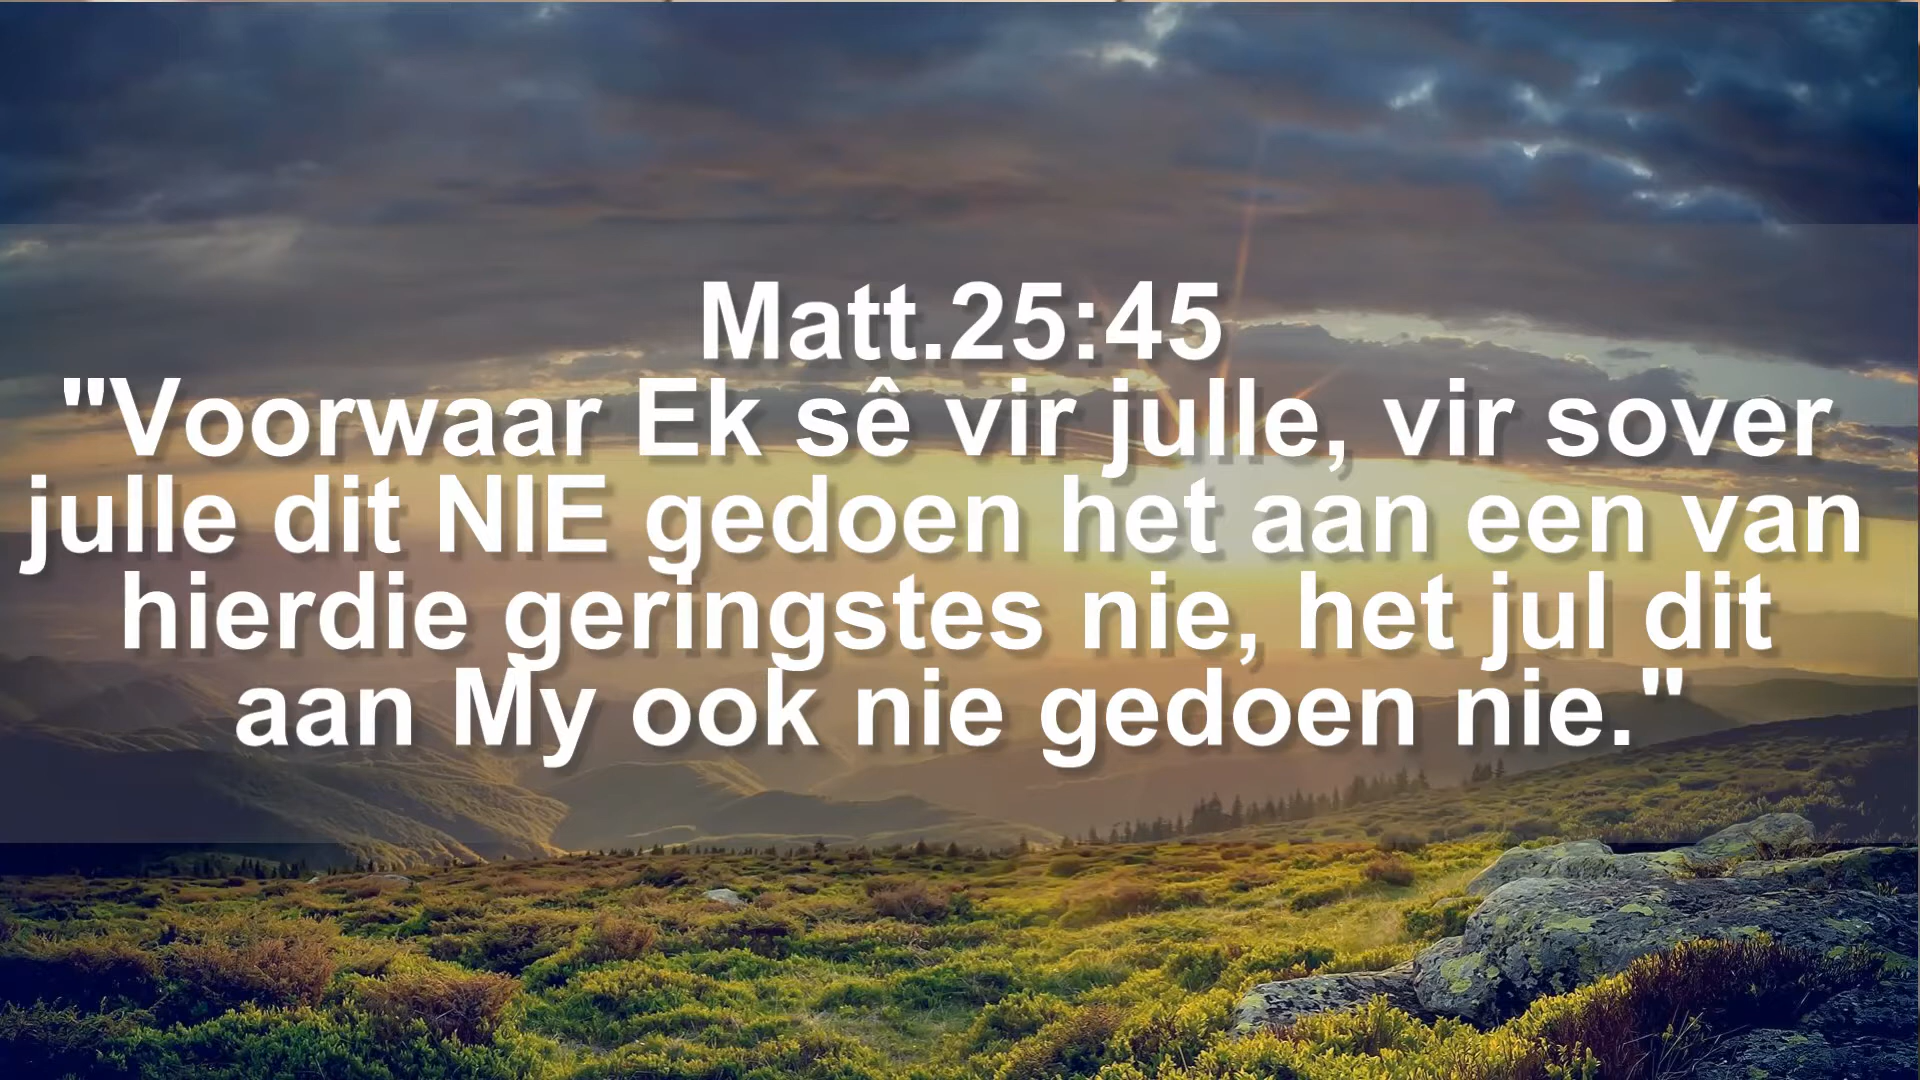 Matt.25:45
"Voorwaar Ek sê vir julle, vir sover
julle dit NIE gedoen het aan een van
hierdie geringstes nie, het jul dit
aan My ook nie gedoen nie."